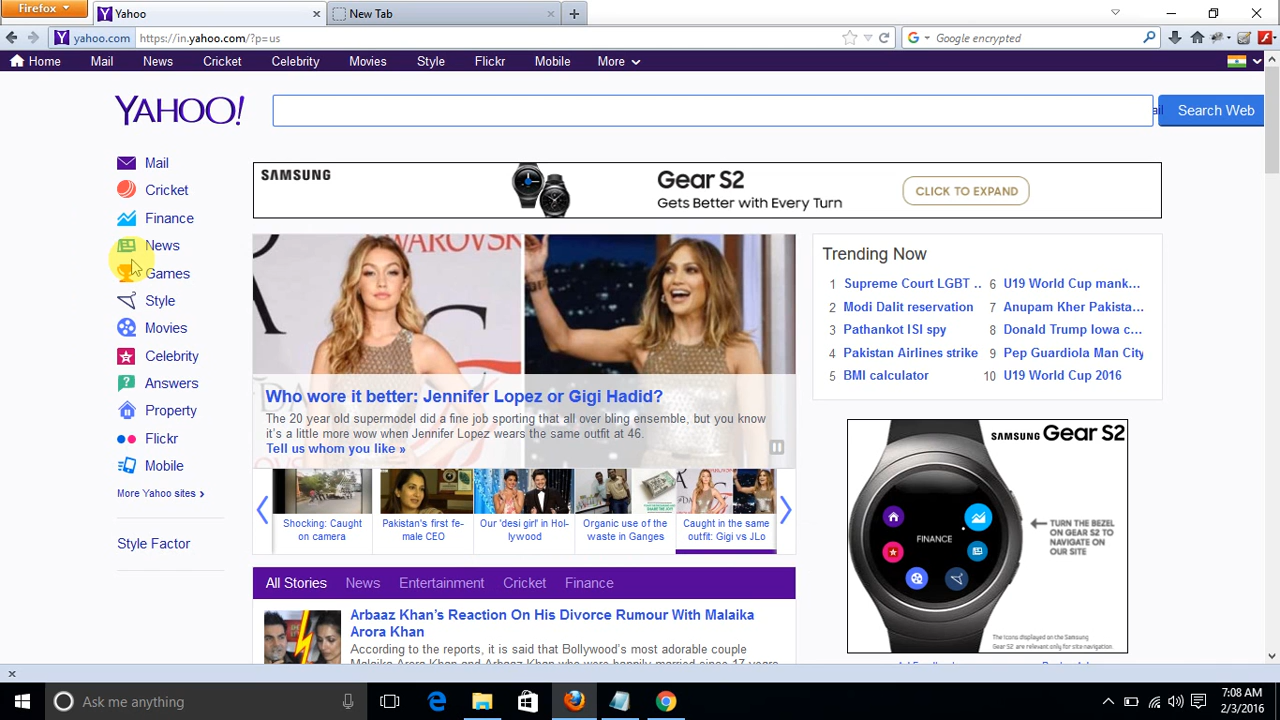 Firefox
Yahoo
New Tab
yahoo.com
https://in.yahoo.com/?p=us
Google encrypted
Home
Mail
News
Cricket
Celebrity
Movies
Style
Flickr
Mobile
More
YAHOO!
Search Web
Mail
Cricket
Finance
News
Games
Style
Movies
Celebrity
Answers
Property
Flickr
Mobile
More Yahoo sites ›
Style Factor
SAMSUNG
Gear S2
Gets Better with Every Turn
CLICK TO EXPAND
Who wore it better: Jennifer Lopez or Gigi Hadid?
The 20 year old supermodel did a fine job sporting that all over bling ensemble, but you know
it's a little more wow when Jennifer Lopez wears the same outfit at 46.
Tell us whom you like »
Shocking: Caught
on camera
Pakistan's first fe-
male CEO
Our 'desi girl' in Hol-
lywood
Organic use of the
waste in Ganges
Caught in the same
outfit: Gigi vs JLo
All Stories
News
Entertainment
Cricket
Finance
Arbaaz Khan's Reaction On His Divorce Rumour With Malaika
Arora Khan
According to the reports, it is said that Bollywood's most adorable couple
Trending Now
1 Supreme Court LGBT ..
2 Modi Dalit reservation
3 Pathankot ISI spy
4 Pakistan Airlines strike
5 BMI calculator
6 U19 World Cup mank...
7 Anupam Kher Pakista...
8 Donald Trump Iowa c...
9 Pep Guardiola Man City
10 U19 World Cup 2016
SAMSUNG Gear S2
FINANCE
TURN THE BEZEL
ON GEAR S2 TO
NAVIGATE ON
OUR SITE
The icons displayed on the Samsung
Gear S2 are relevant only for site navigation.
Ask me anything
7:08 AM
2/3/2016